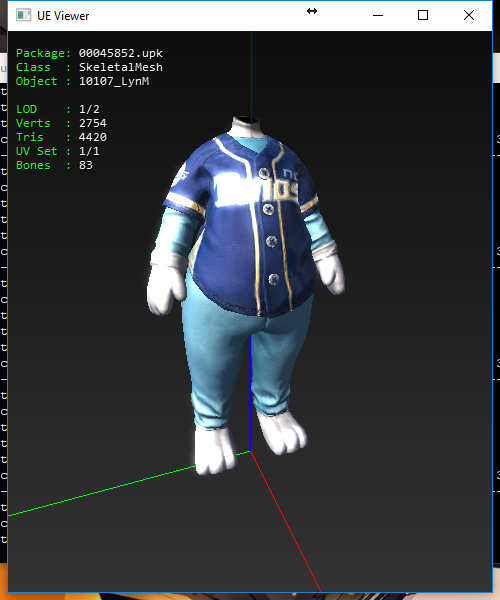 UE Viewer
Package: 00045852.upk
Class : SkeletalMesh
Object : 10107_LynM
LOD : 1/2
Verts : 2754
Tris : 4420
UV Set : 1/1
Bones : 83
nc